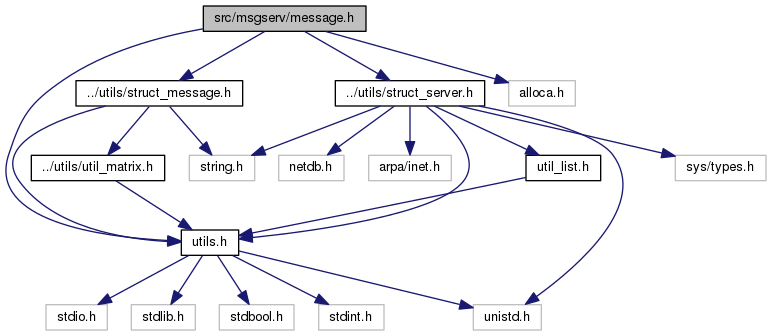 src/msgserv/message.h
../utils/struct_message.h
../utils/struct_server.h
alloca.h
../utils/util_matrix.h
string.h
netdb.h
arpa/inet.h
util_list.h
sys/types.h
utils.h
stdio.h
stdlib.h
stdbool.h
stdint.h
unistd.h